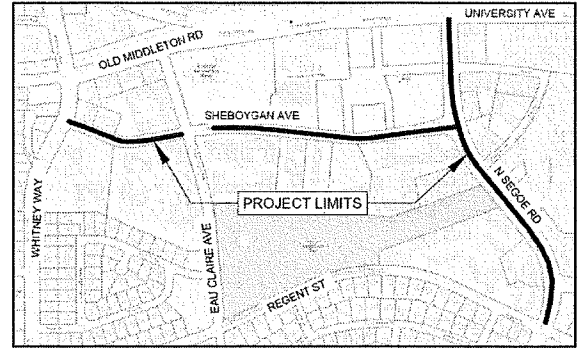 UNIVERSITY AVE
OLD MIDDLETON RD
SHEBOYGAN AVE
WHITNEY WAY
PROJECT LIMITS
N SEGOE RD
EAU CLAIRE AVE
REGENT ST